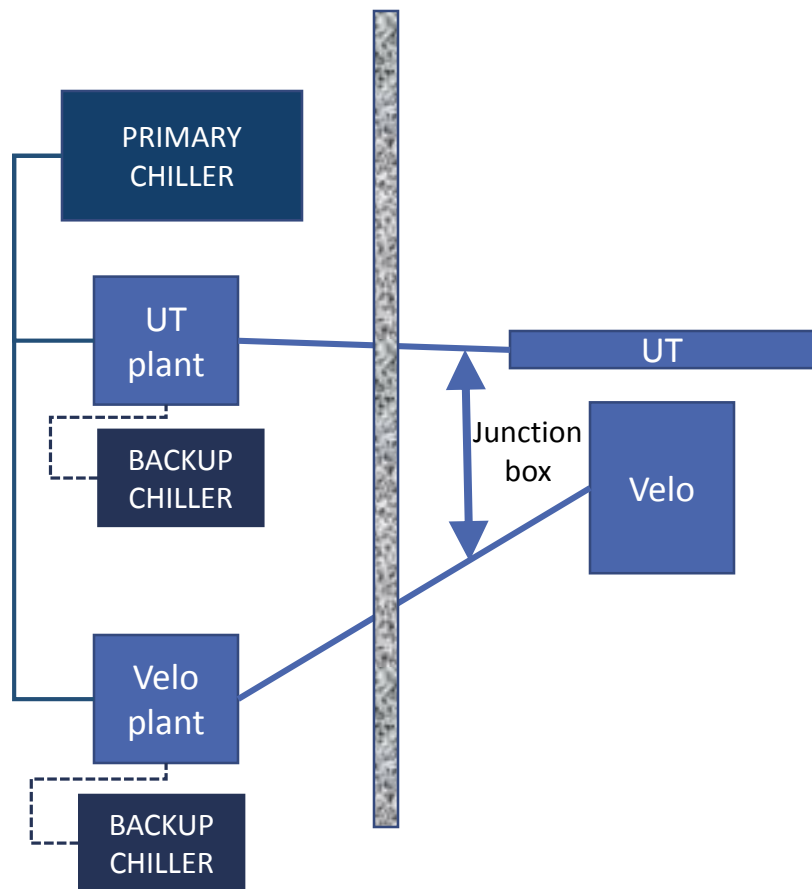 PRIMARY
CHILLER
UT
plant
UT
Junction
box
BACKUP
CHILLER
Velo
Velo
plant
BACKUP
CHILLER